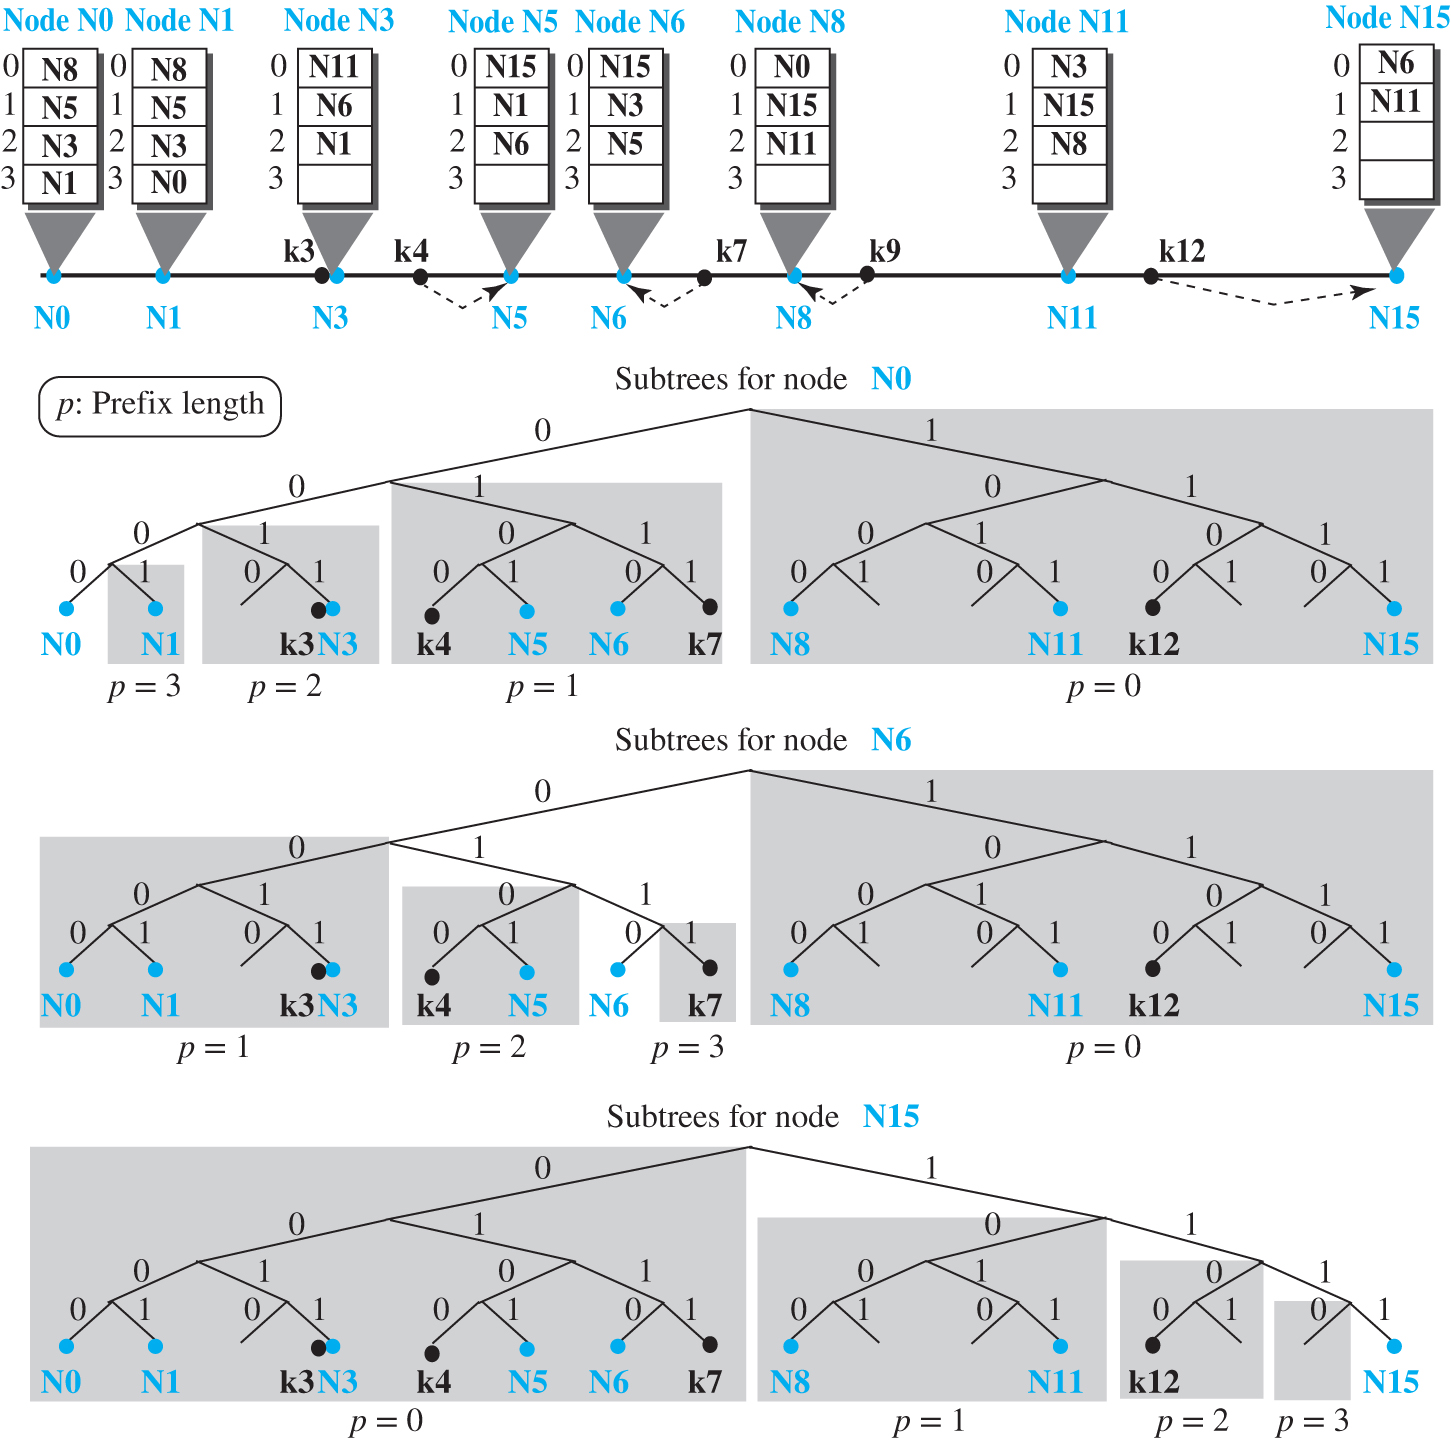 Node N0 Node N1 Node N3 Node N5 Node N6 Node N8 Node N11 Node N15
0 N8 0 N8 0 N11 0 N15 0 N15 0 N0 0 N3 0 N6
1 N5 1 N5 1 N6 1 N1 1 N3 1 N15 1 N15 1 N11
2 N3 2 N3 2 N1 2 N6 2 N5 2 N11 2 N8 2
3 N1 3 N0 3 3 3 3 3 3
k3 k4 k7 k9 k12
N0 N1 N3 N5 N6 N8 N11 N15
Subtrees for node N0
p: Prefix length
0 1
0 1 0 1
0 1 0 1 0 1 0 1
0 1 0 1 0 1 0 1 0 1 0 1 0 1 0 1
N0 N1 k3 N3 k4 N5 N6 k7 N8 N11 k12 N15
p = 3 p = 2 p = 1 p = 0
Subtrees for node N6
0 1
0 1 0 1
0 1 0 1 0 1 0 1
0 1 0 1 0 1 0 1 0 1 0 1 0 1 0 1
N0 N1 k3 N3 k4 N5 N6 k7 N8 N11 k12 N15
p = 1 p = 2 p = 3 p = 0
Subtrees for node N15
0 1
0 1 0 1
0 1 0 1 0 1 0 1
0 1 0 1 0 1 0 1 0 1 0 1 0 1 0 1
N0 N1 k3 N3 k4 N5 N6 k7 N8 N11 k12 N15
p = 0 p = 1 p = 2 p = 3